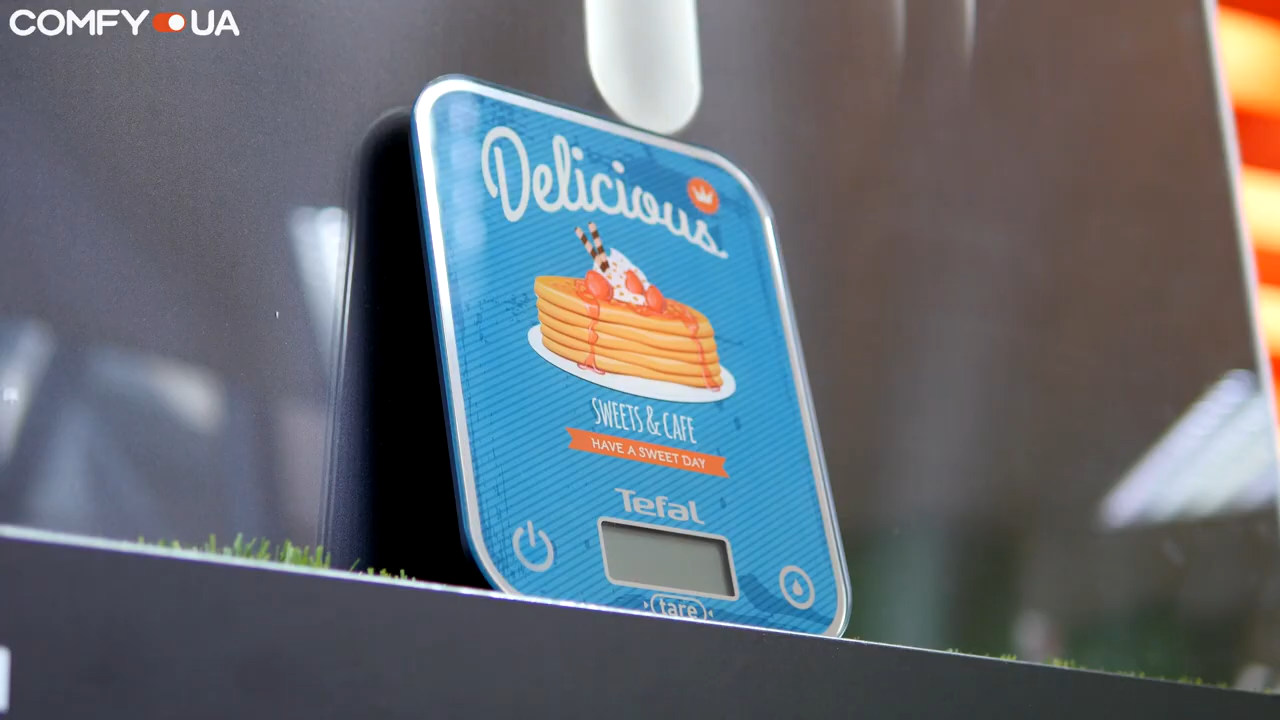 COMFY UA
Delicious
SWEETS & CAFE
HAVE A SWEET DAY
Tefal
tare